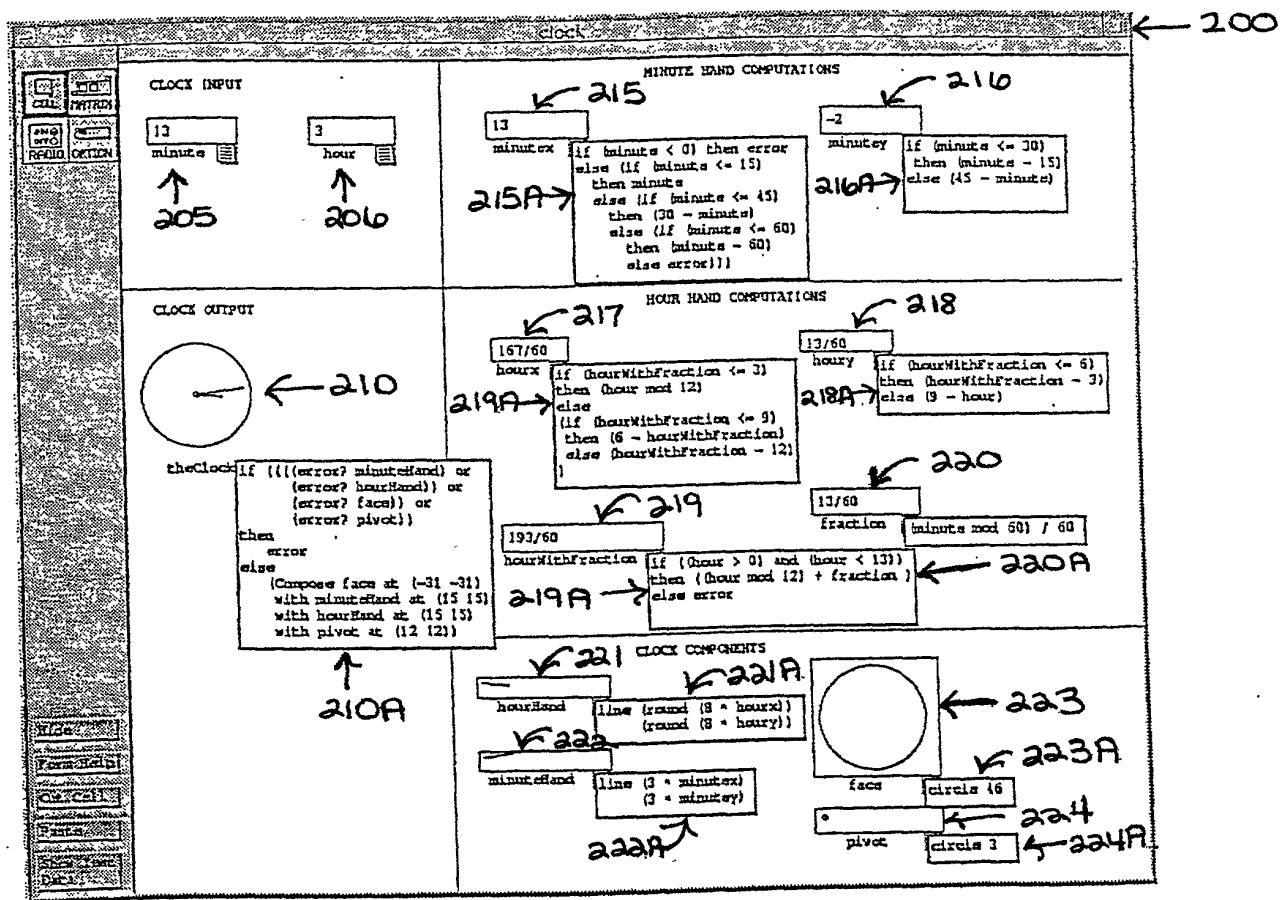 clock
200
CELL MATRIX
RADIO OPTION
CLOCK INPUT
13
minute
205
3
hour
206
MINUTE HAND COMPUTATIONS
215
13
minutex
215A
if (minute < 0) then error
else (if (minute <= 15)
then minute
else (if (minute <= 45)
then (30 - minute)
else (if (minute <= 60)
then (minute - 60)
else error)))
216
-2
minutey
216A
if (minute <= 30)
then (minute - 15)
else (45 - minute)
CLOCK OUTPUT
210
theClock
if ((((error? minuteHand) or
(error? hourHand)) or
(error? face)) or
(error? pivot))
then
error
else
(Compose face at (-31 -31)
with minuteHand at (15 15)
with hourHand at (15 15)
with pivot at (12 12))
210A
HOUR HAND COMPUTATIONS
217
167/60
hourx
219A
if (hourWithFraction <= 3)
then (hour mod 12)
else
(if (hourWithFraction <= 9)
then (6 - hourWithFraction)
else (hourWithFraction - 12)
)
218
13/60
houry
218A
if (hourWithFraction <= 6)
then (hourWithFraction - 3)
else (9 - hour)
219
193/60
hourWithFraction
219A
if ((hour > 0) and (hour < 13))
then ((hour mod 12) + fraction )
else error
220
13/60
fraction
(minute mod 60) / 60
220A
CLOCK COMPONENTS
221
hourHand
221A
line (round (8 * hourx))
(round (8 * houry))
222
minuteHand
line (3 * minutex)
(3 * minutey)
222A
223
face
223A
circle 46
224
pivot
circle 3
224A
Hide
Form Help
Paste